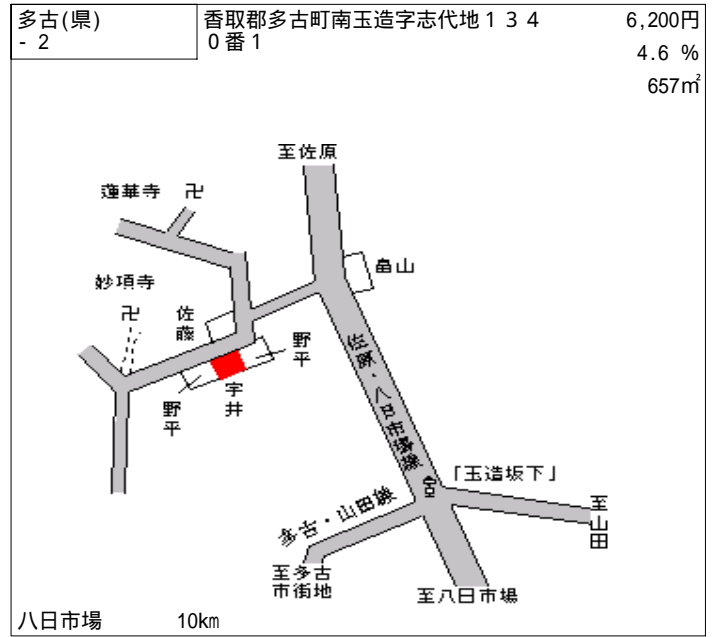 多古(県)
- 2
香取郡多古町南玉造字志代地１３４
０番１
6,200円
4.6 %
657㎡
至佐原
蓮華寺 卍
畠山
妙項寺
卍
佐藤
野平
野平
宇井
佐原・八日市場線
「玉造坂下」
多古・山田線
至山田
至多古
市街地
至八日市場
八日市場 10km